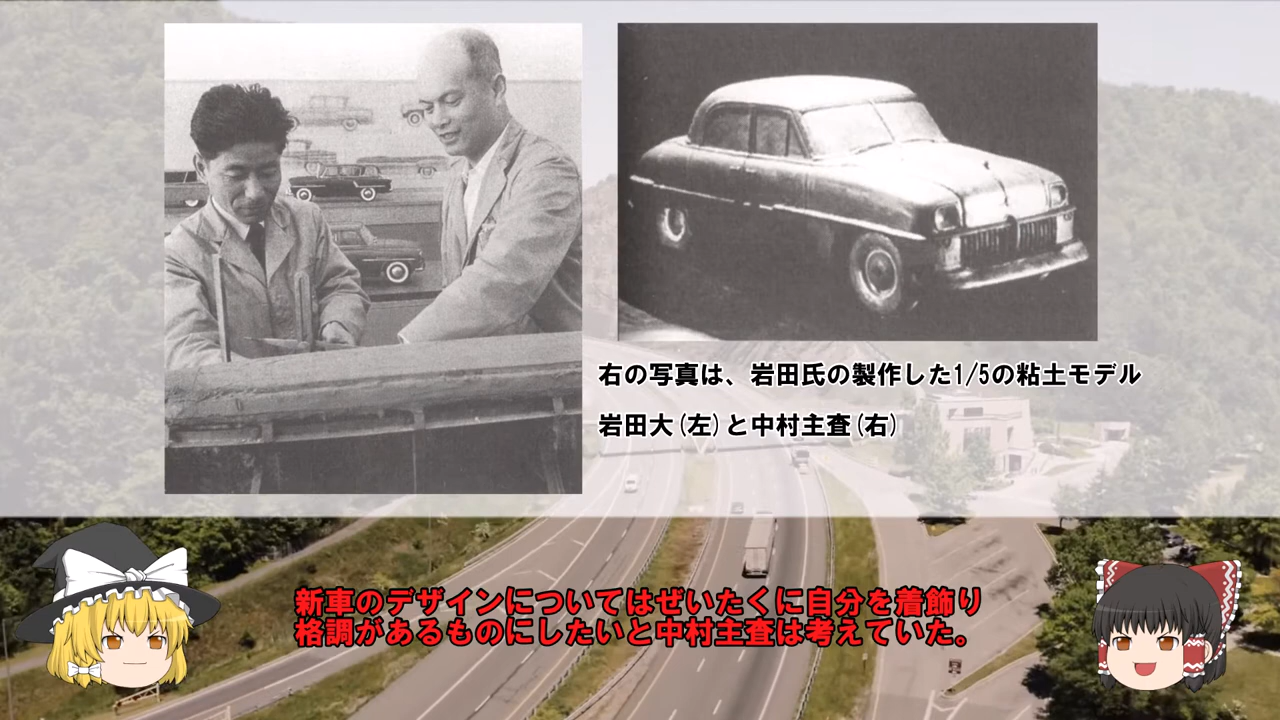 右の写真は、岩田氏の製作した1/5の粘土モデル
岩田大(左)と中村主査(右)
新車のデザインについてはぜいたくに自分を着飾り
格調があるものにしたいと中村主査は考えていた。